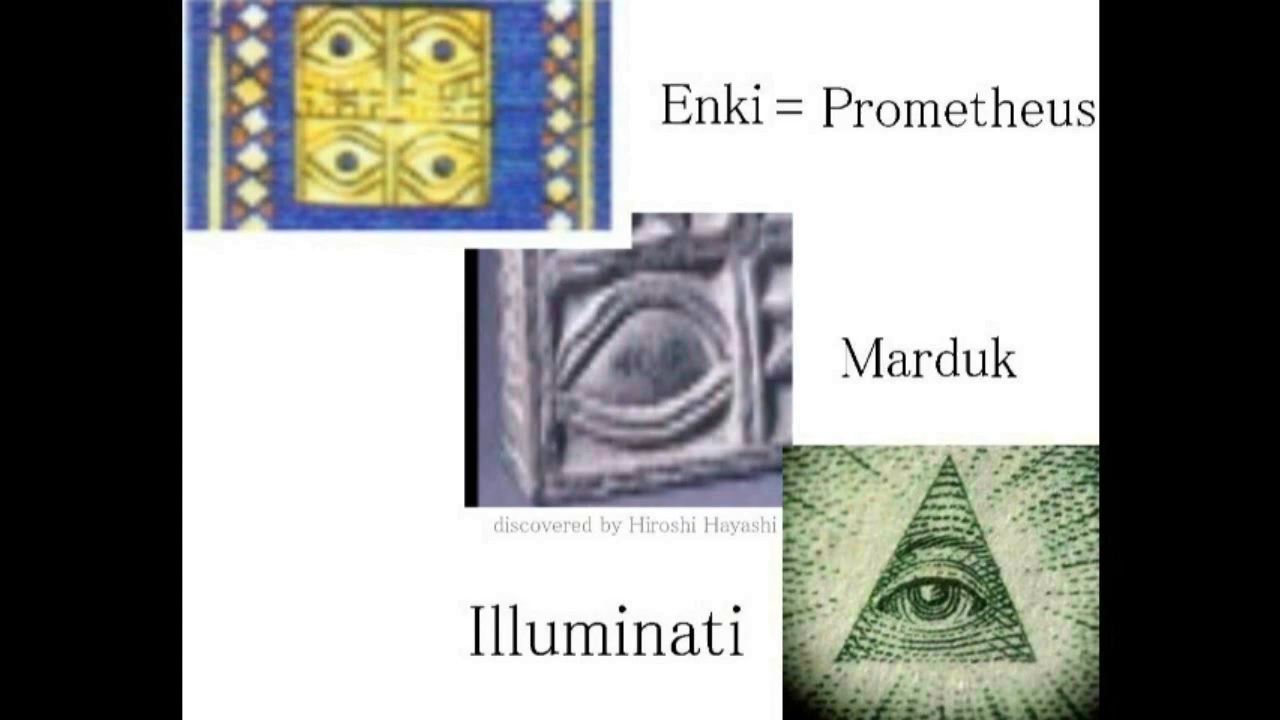 Enki = Prometheus
Marduk
discovered by Hiroshi Hayashi
Illuminati